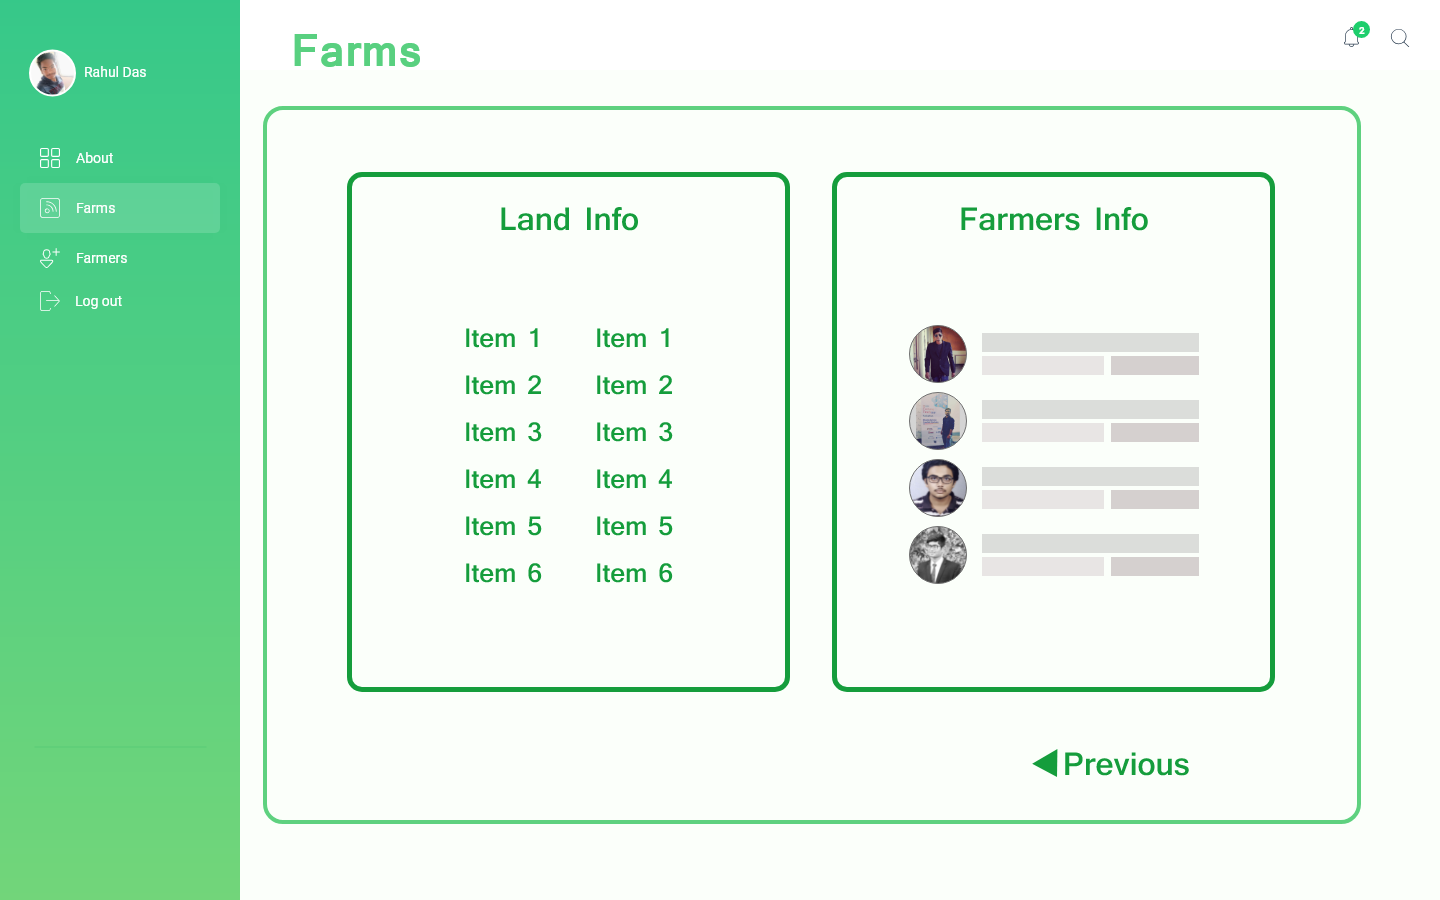 Rahul Das
About
Farms
Farmers
Log out
Farms
2
Land Info
Item 1 Item 1
Item 2 Item 2
Item 3 Item 3
Item 4 Item 4
Item 5 Item 5
Item 6 Item 6
Farmers Info
Previous